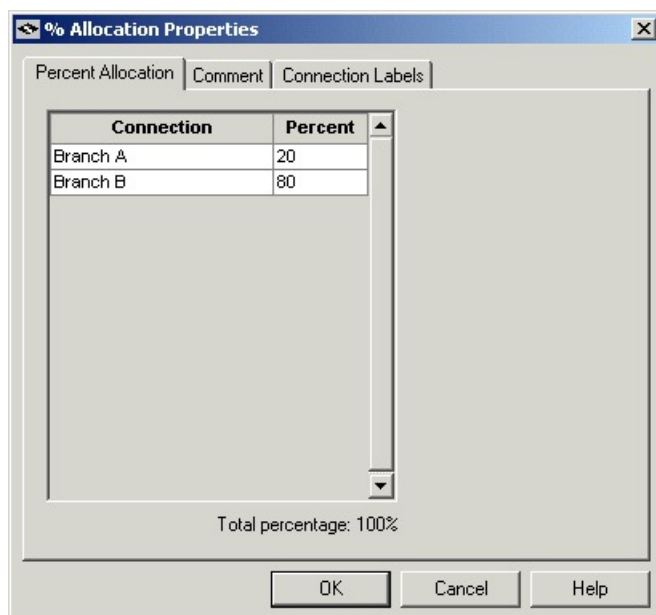 % Allocation Properties
Percent Allocation Comment Connection Labels
Connection Percent
Branch A 20
Branch B 80
Total percentage: 100%
OK Cancel Help